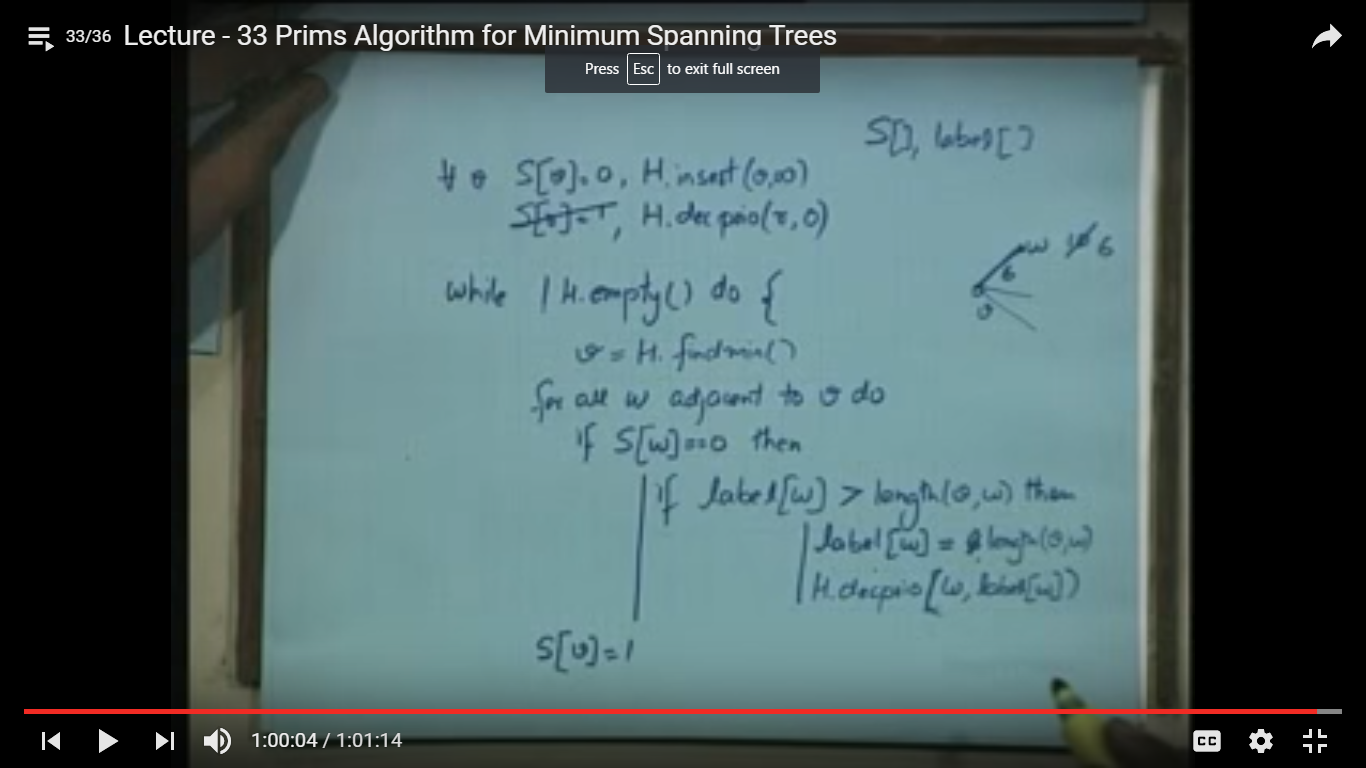 33/36 Lecture - 33 Prims Algorithm for Minimum Spanning Trees
Press Esc to exit full screen
S[], label[]
∀ v S[v]=0, H.insert(v,∞)
S[r]=1, H.decprio(r,0)
w 10 6
6
v
while ! H.empty() do {
v = H.findmin()
for all w adjacent to v do
if S[w]==0 then
if label[w] > length(v,w) then
label[w] = length(v,w)
H.decprio[w, label[w])
S[v]=1
1:00:04 / 1:01:14
CC